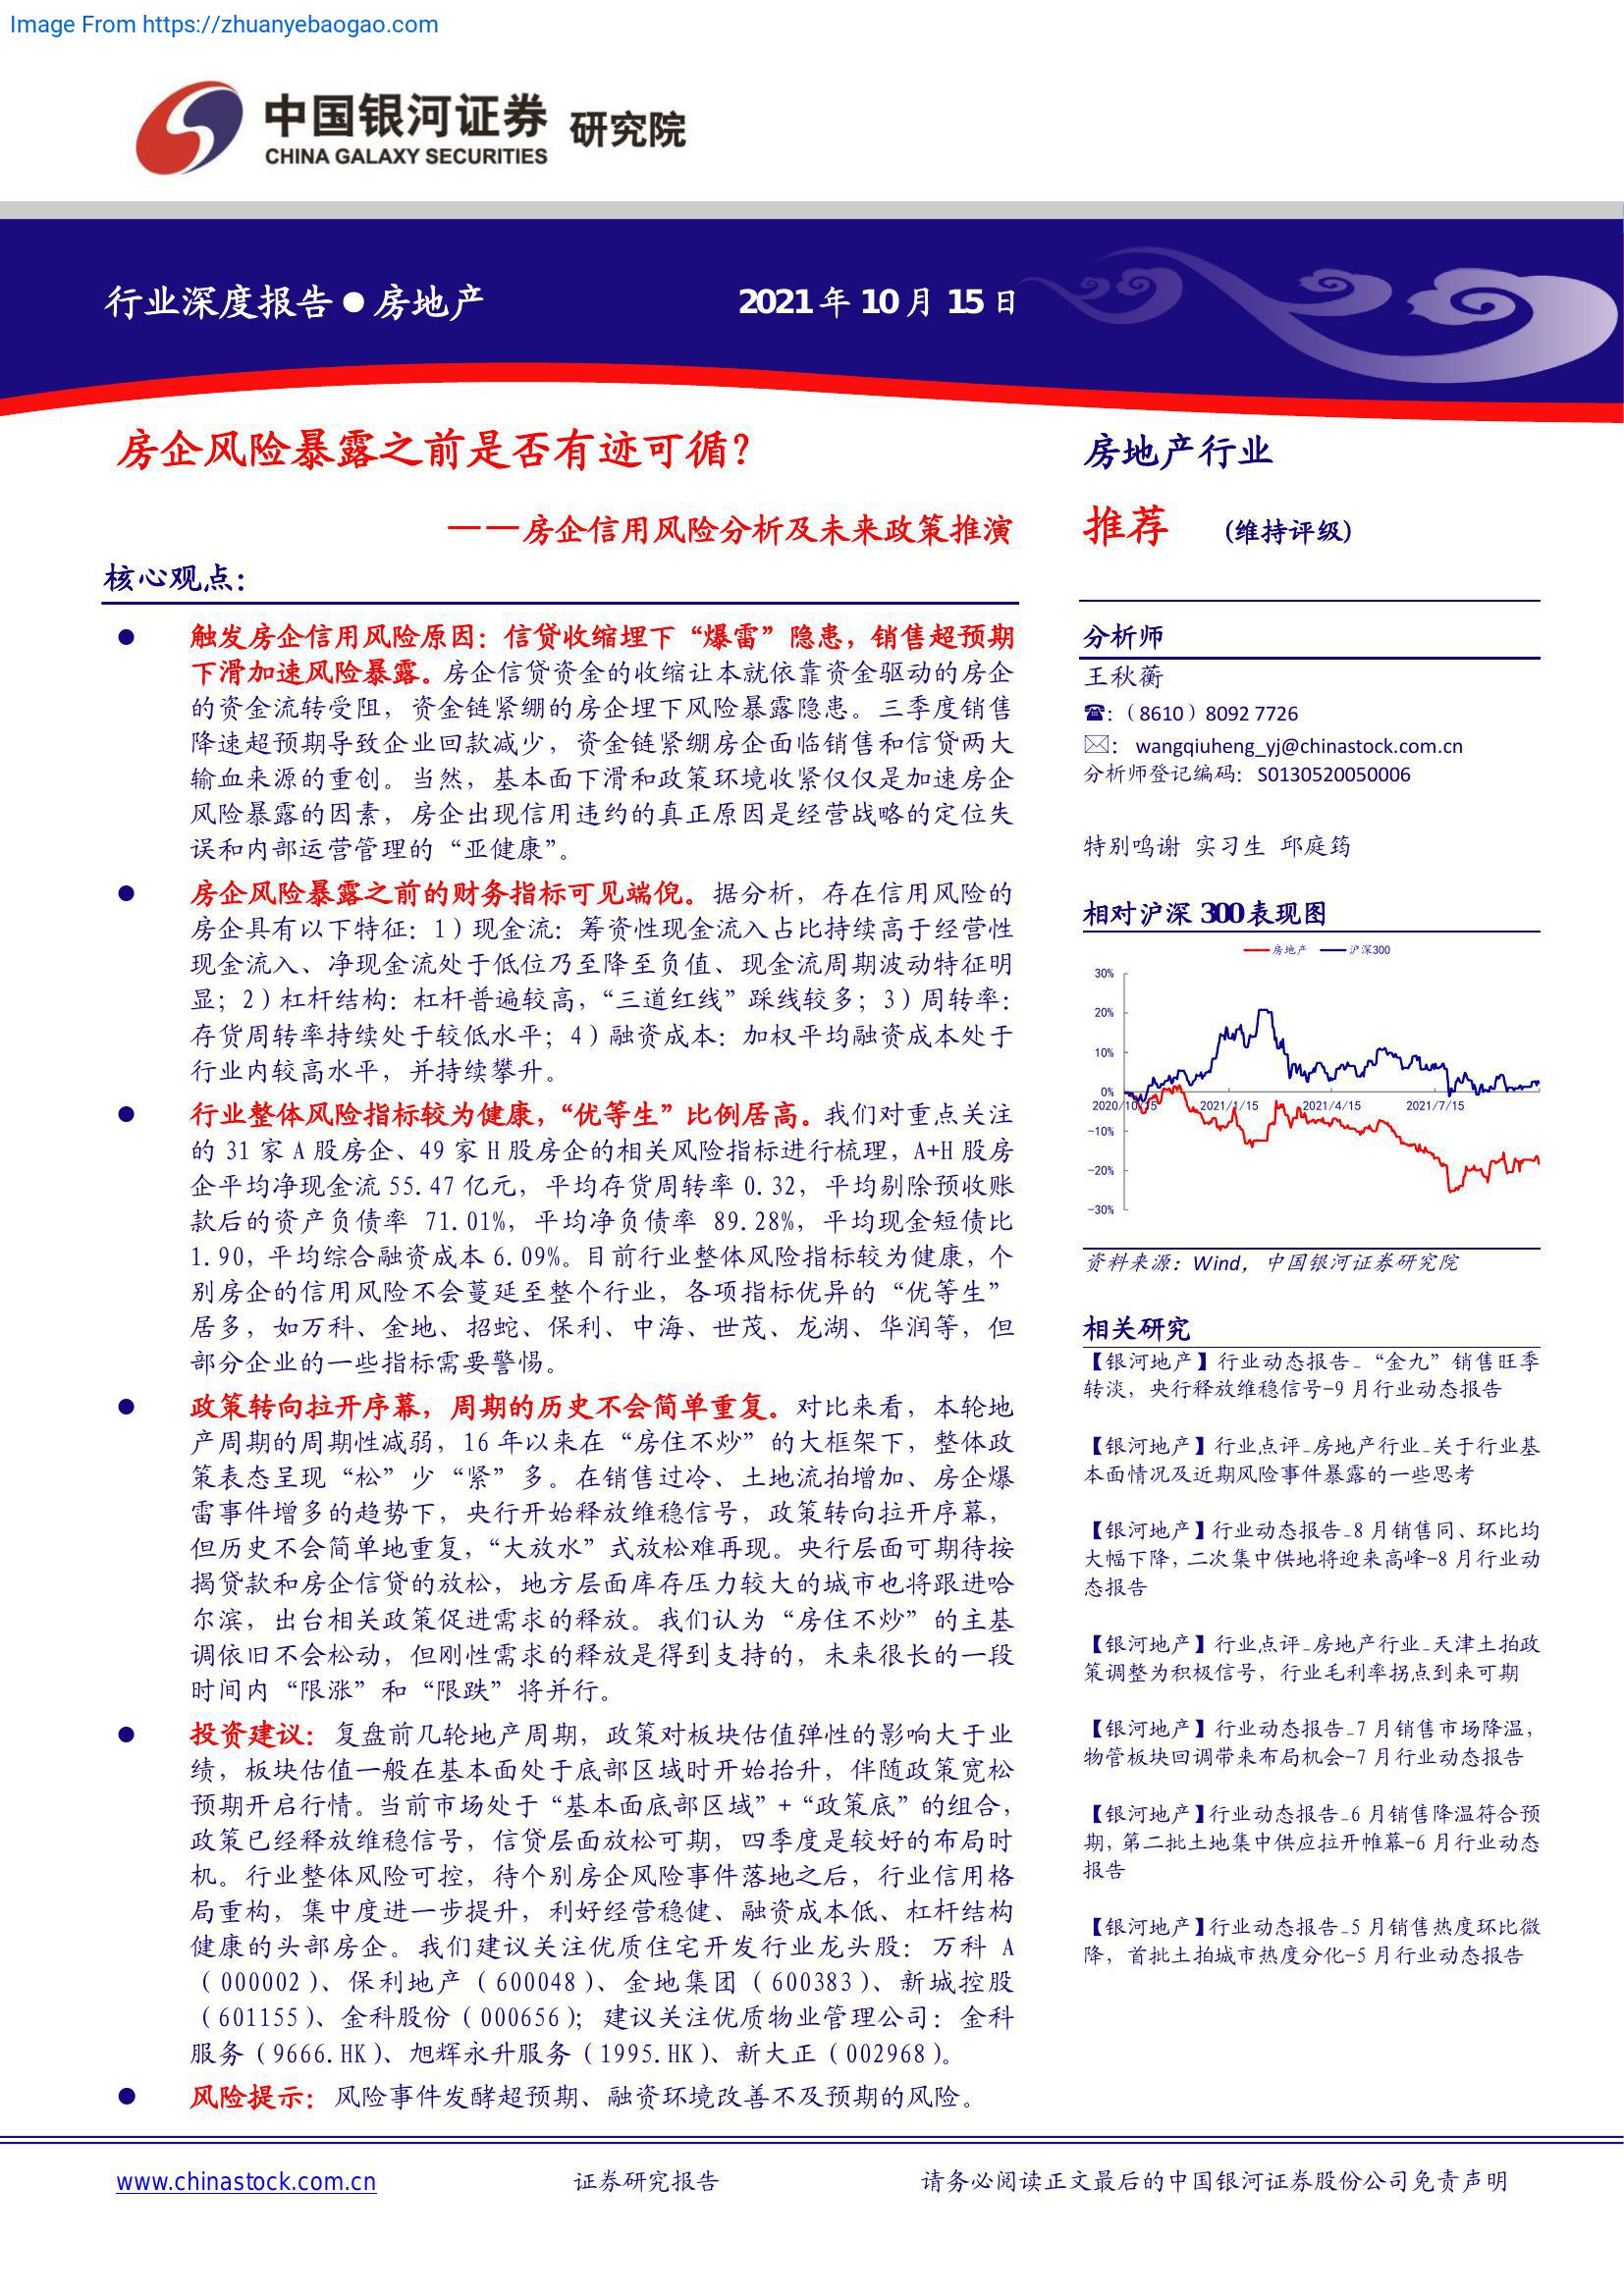 Image From https://zhuanyebaogao.com
中国银河证券 研究院
CHINA GALAXY SECURITIES
行业深度报告●房地产 2021 年 10 月 15 日
房企风险暴露之前是否有迹可循?
——房企信用风险分析及未来政策推演
核心观点：
● 触发房企信用风险原因：信贷收缩埋下“爆雷”隐患，销售超预期
下滑加速风险暴露。房企信贷资金的收缩让本就依靠资金驱动的房企
的资金流转受阻，资金链紧绷的房企埋下风险暴露隐患。三季度销售
降速超预期导致企业回款减少，资金链紧绷房企面临销售和信贷两大
输血来源的重创。当然，基本面下滑和政策环境收紧仅仅是加速房企
风险暴露的因素，房企出现信用违约的真正原因是经营战略的定位失
误和内部运营管理的“亚健康”。
● 房企风险暴露之前的财务指标可见端倪。据分析，存在信用风险的
房企具有以下特征：1）现金流：筹资性现金流入占比持续高于经营性
现金流入、净现金流处于低位乃至降至负值、现金流周期波动特征明
显；2）杠杆结构：杠杆普遍较高，“三道红线”踩线较多；3）周转率：
存货周转率持续处于较低水平；4）融资成本：加权平均融资成本处于
行业内较高水平，并持续攀升。
● 行业整体风险指标较为健康，“优等生”比例居高。我们对重点关注
的 31 家 A 股房企、49 家 H 股房企的相关风险指标进行梳理，A+H 股房
企平均净现金流 55.47 亿元，平均存货周转率 0.32，平均剔除预收账
款后的资产负债率 71.01%，平均净负债率 89.28%，平均现金短债比
1.90，平均综合融资成本 6.09%。目前行业整体风险指标较为健康，个
别房企的信用风险不会蔓延至整个行业，各项指标优异的“优等生”
居多，如万科、金地、招蛇、保利、中海、世茂、龙湖、华润等，但
部分企业的一些指标需要警惕。
● 政策转向拉开序幕，周期的历史不会简单重复。对比来看，本轮地
产周期的周期性减弱，16 年以来在“房住不炒”的大框架下，整体政
策表态呈现“松”少“紧”多。在销售过冷、土地流拍增加、房企爆
雷事件增多的趋势下，央行开始释放维稳信号，政策转向拉开序幕，
但历史不会简单地重复，“大放水”式放松难再现。央行层面可期待按
揭贷款和房企信贷的放松，地方层面库存压力较大的城市也将跟进哈
尔滨，出台相关政策促进需求的释放。我们认为“房住不炒”的主基
调依旧不会松动，但刚性需求的释放是得到支持的，未来很长的一段
时间内“限涨”和“限跌”将并行。
● 投资建议：复盘前几轮地产周期，政策对板块估值弹性的影响大于业
绩，板块估值一般在基本面处于底部区域时开始抬升，伴随政策宽松
预期开启行情。当前市场处于“基本面底部区域”+“政策底”的组合，
政策已经释放维稳信号，信贷层面放松可期，四季度是较好的布局时
机。行业整体风险可控，待个别房企风险事件落地之后，行业信用格
局重构，集中度进一步提升，利好经营稳健、融资成本低、杠杆结构
健康的头部房企。我们建议关注优质住宅开发行业龙头股：万科 A
（000002）、保利地产（600048）、金地集团（600383）、新城控股
（601155）、金科股份（000656）；建议关注优质物业管理公司：金科
服务（9666.HK）、旭辉永升服务（1995.HK）、新大正（002968）。
● 风险提示：风险事件发酵超预期、融资环境改善不及预期的风险。
房地产行业
推荐 (维持评级)
分析师
王秋蘅
☎:（8610）8092 7726
✉: wangqiuheng_yj@chinastock.com.cn
分析师登记编码：S0130520050006
特别鸣谢 实习生 邱庭筠
相对沪深 300 表现图
房地产 沪深300
30%
20%
10%
0%
2020/10/15 2021/1/15 2021/4/15 2021/7/15
-10%
-20%
-30%
资料来源：Wind，中国银河证券研究院
相关研究
【银河地产】行业动态报告_“金九”销售旺季
转淡，央行释放维稳信号-9 月行业动态报告
【银河地产】行业点评_房地产行业_关于行业基
本面情况及近期风险事件暴露的一些思考
【银河地产】行业动态报告_8 月销售同、环比均
大幅下降，二次集中供地将迎来高峰-8 月行业动
态报告
【银河地产】行业点评_房地产行业_天津土拍政
策调整为积极信号，行业毛利率拐点到来可期
【银河地产】行业动态报告_7 月销售市场降温，
物管板块回调带来布局机会-7 月行业动态报告
【银河地产】行业动态报告_6 月销售降温符合预
期，第二批土地集中供应拉开帷幕-6 月行业动态
报告
【银河地产】行业动态报告_5 月销售热度环比微
降，首批土拍城市热度分化-5 月行业动态报告
www.chinastock.com.cn 证券研究报告 请务必阅读正文最后的中国银河证券股份公司免责声明